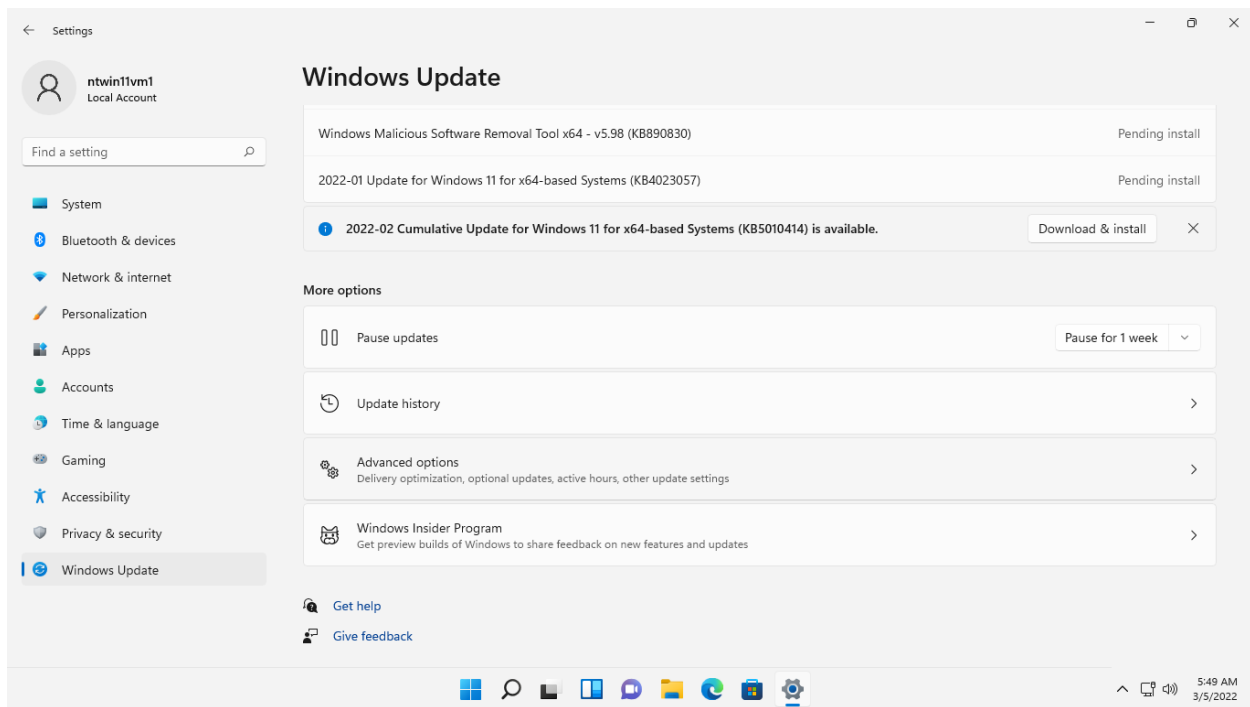 Settings
ntwin11vm1
Local Account
Find a setting
System
Bluetooth & devices
Network & internet
Personalization
Apps
Accounts
Time & language
Gaming
Accessibility
Privacy & security
Windows Update
Windows Update
Windows Malicious Software Removal Tool x64 - v5.98 (KB890830) Pending install
2022-01 Update for Windows 11 for x64-based Systems (KB4023057) Pending install
2022-02 Cumulative Update for Windows 11 for x64-based Systems (KB5010414) is available. Download & install
More options
Pause updates Pause for 1 week
Update history
Advanced options
Delivery optimization, optional updates, active hours, other update settings
Windows Insider Program
Get preview builds of Windows to share feedback on new features and updates
Get help
Give feedback
5:49 AM
3/5/2022